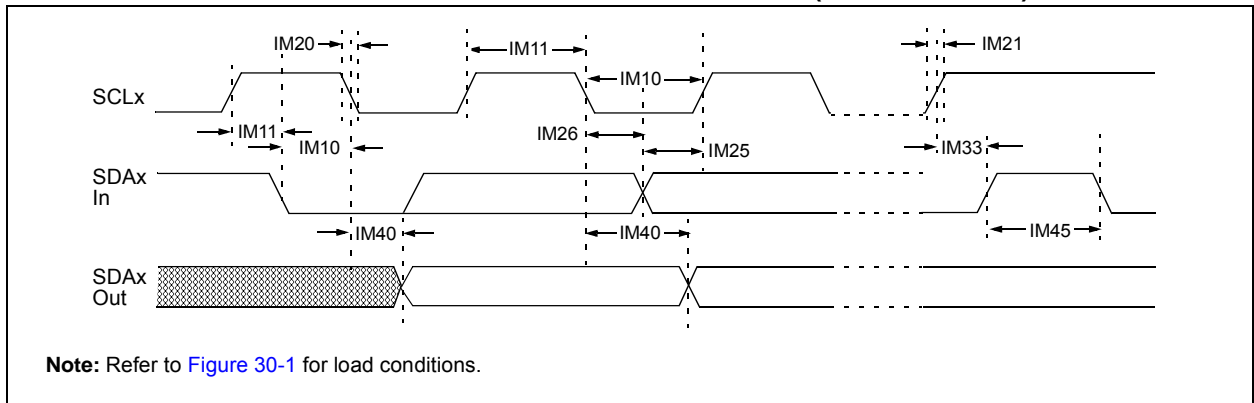 IM20
IM11
IM21
IM10
SCLx
IM11
IM10
IM26
IM25
IM33
SDAx
In
IM40
IM40
IM45
SDAx
Out
Note: Refer to Figure 30-1 for load conditions.